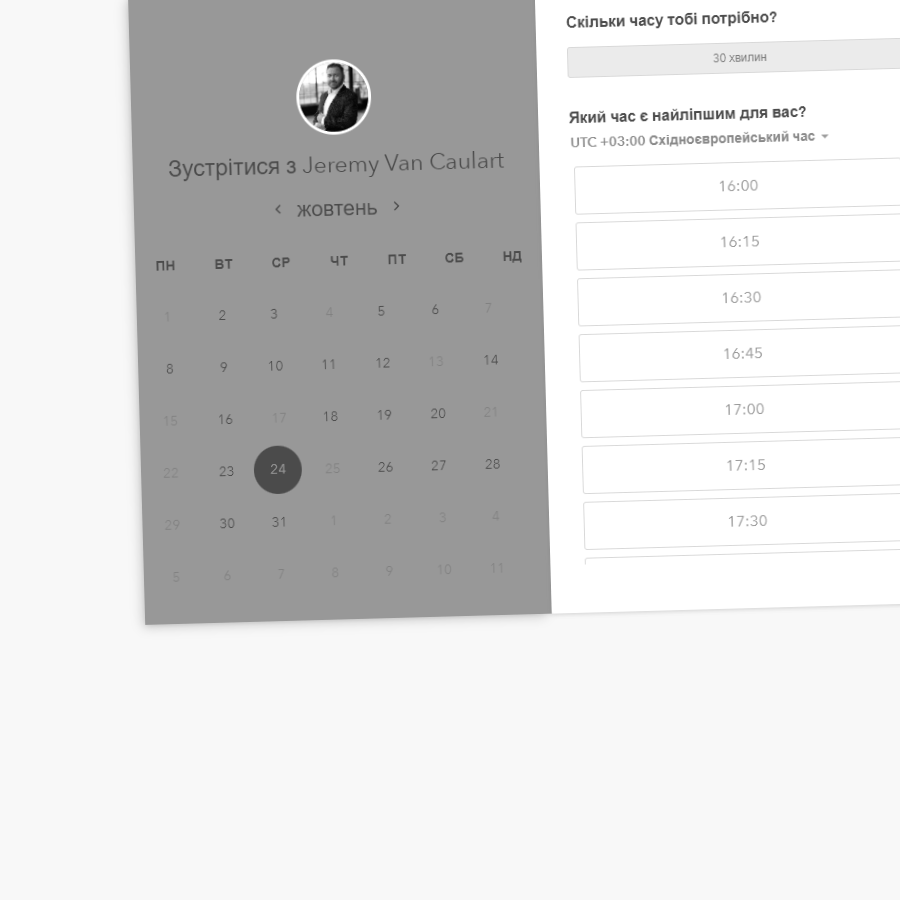 Зустрітися з Jeremy Van Caulart
жовтень
ПН ВТ СР ЧТ ПТ СБ НД
1 2 3 4 5 6 7
8 9 10 11 12 13 14
15 16 17 18 19 20 21
22 23 24 25 26 27 28
29 30 31 1 2 3 4
5 6 7 8 9 10 11
Скільки часу тобі потрібно?
30 хвилин
Який час є найліпшим для вас?
UTC +03:00 Східноєвропейський час
16:00
16:15
16:30
16:45
17:00
17:15
17:30